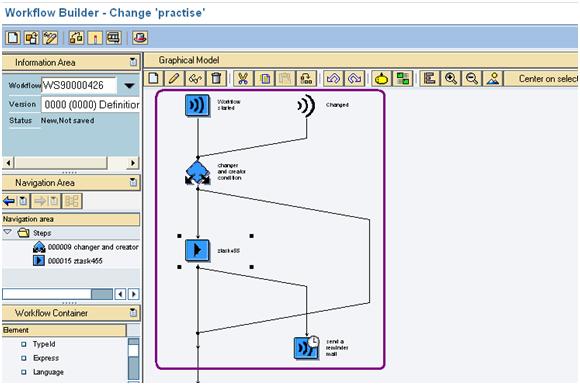 Workflow Builder - Change 'practise'
Information Area
Workflow WS90000426
Version 0000 (0000) Definition
Status New,Not saved
Navigation Area
Navigation area
Steps
000009 changer and creator
000015 ztask455
Workflow Container
Element
TypeId
Express
Language
Graphical Model
Center on select
Workflow
started
Changed
changer
and creator
condition
ztask455
send a
reminder
mail